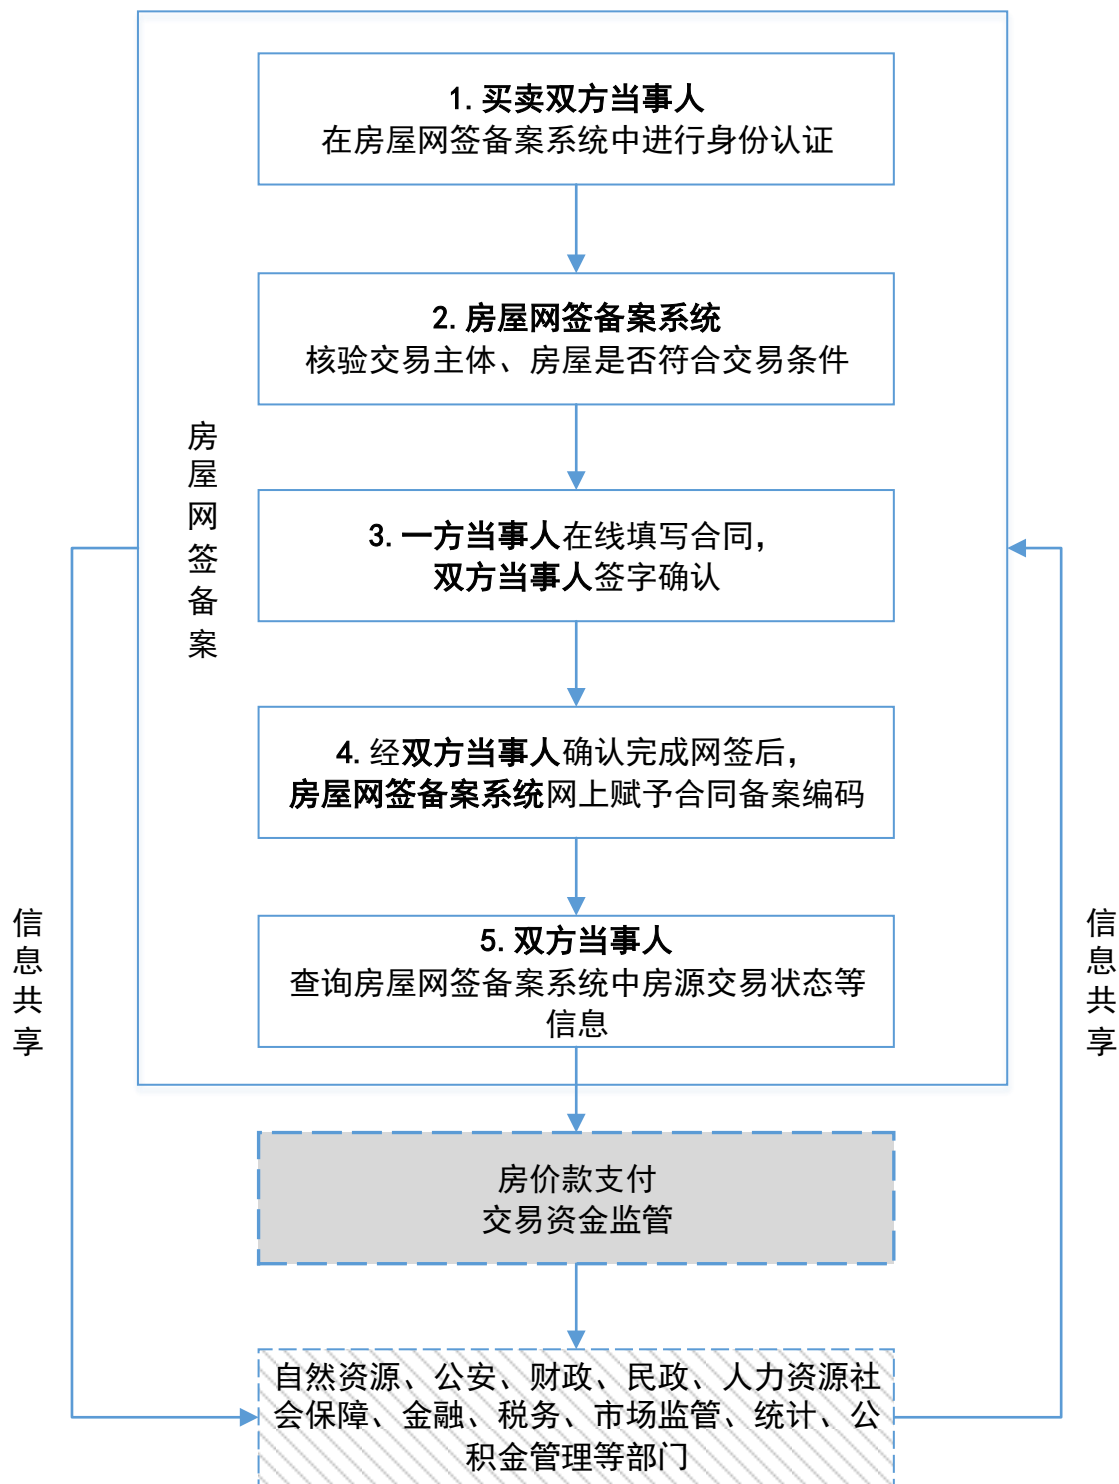 1. 买卖双方当事人
在房屋网签备案系统中进行身份认证
2. 房屋网签备案系统
核验交易主体、房屋是否符合交易条件
房屋网签备案
3. 一方当事人在线填写合同，
双方当事人签字确认
4. 经双方当事人确认完成网签后，
房屋网签备案系统网上赋予合同备案编码
5. 双方当事人
查询房屋网签备案系统中房源交易状态等
信息
信息共享
信息共享
房价款支付
交易资金监管
自然资源、公安、财政、民政、人力资源社
会保障、金融、税务、市场监管、统计、公
积金管理等部门